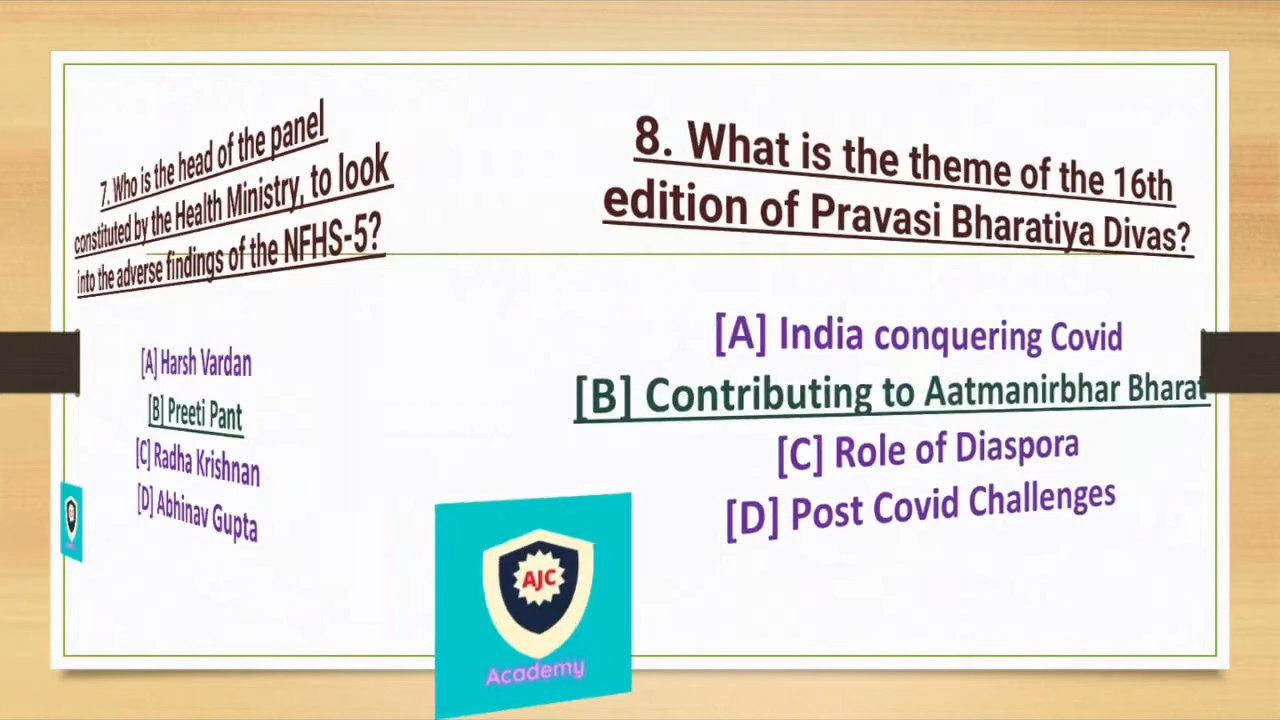 7. Who is the head of the panel
constituted by the Health Ministry, to look
into the adverse findings of the NFHS-5?
[A] Harsh Vardan
[B] Preeti Pant
[C] Radha Krishnan
[D] Abhinav Gupta
8. What is the theme of the 16th
edition of Pravasi Bharatiya Divas?
[A] India conquering Covid
[B] Contributing to Aatmanirbhar Bharat
[C] Role of Diaspora
[D] Post Covid Challenges
AJC
Academy